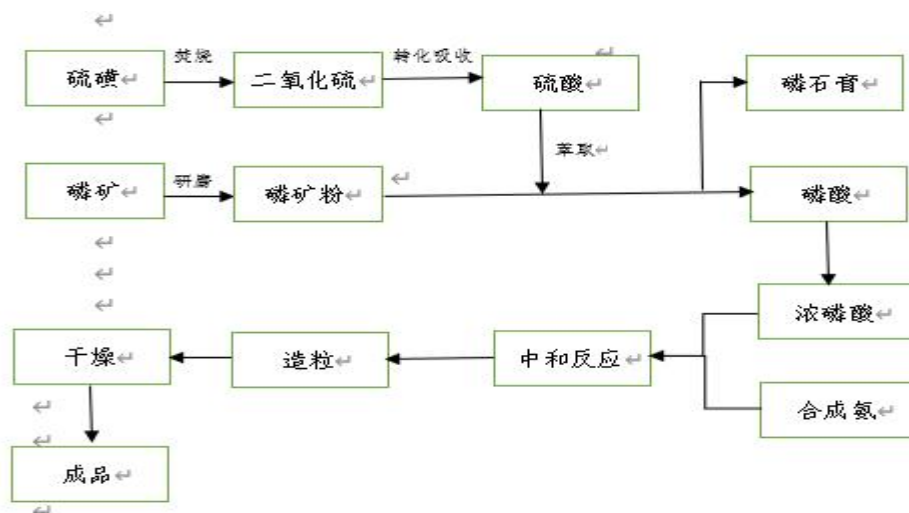 硫磺
焚烧
二氧化硫
转化吸收
硫酸
磷石膏
萃取
磷矿
研磨
磷矿粉
磷酸
浓磷酸
干燥
造粒
中和反应
合成氨
成品